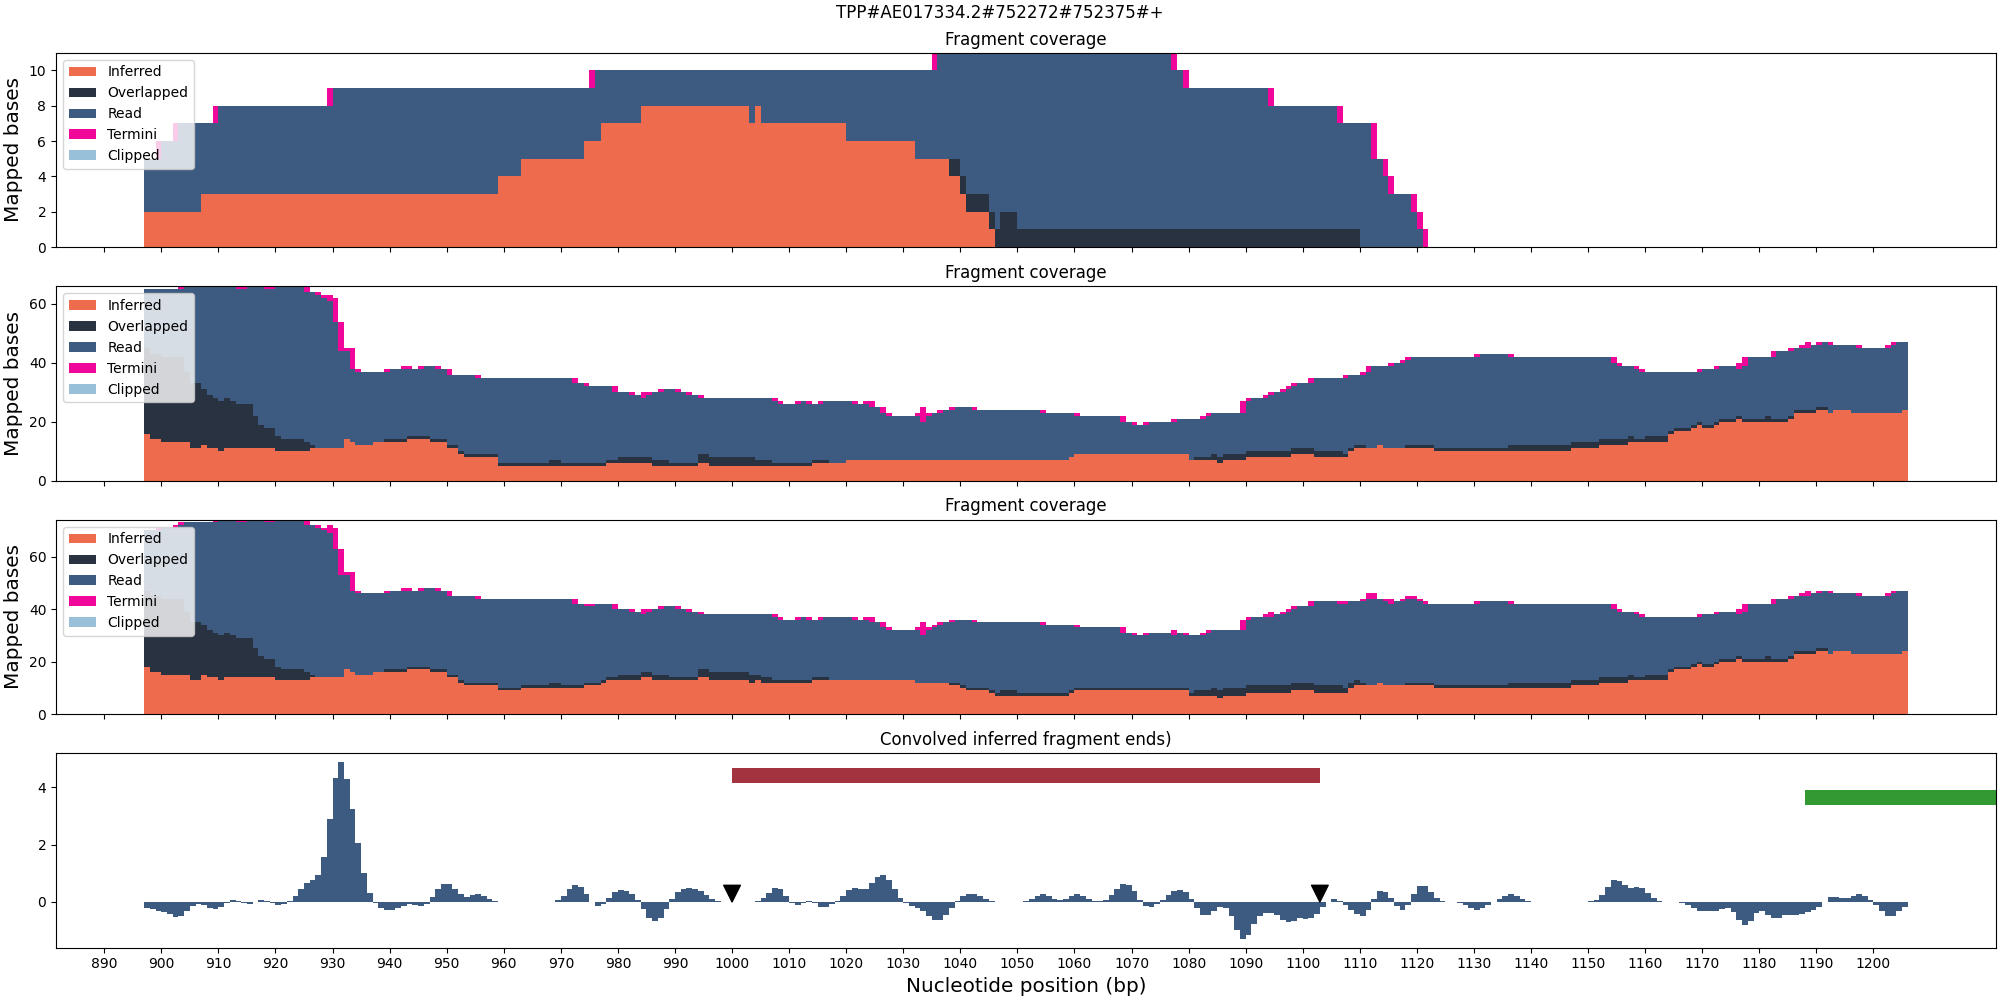 TPP#AE017334.2#752272#752375#+
Fragment coverage
Mapped bases
10
8
6
4
2
0
Inferred
Overlapped
Read
Termini
Clipped
Fragment coverage
Mapped bases
60
40
20
0
Inferred
Overlapped
Read
Termini
Clipped
Fragment coverage
Mapped bases
60
40
20
0
Inferred
Overlapped
Read
Termini
Clipped
Convolved inferred fragment ends)
4
2
0
890 900 910 920 930 940 950 960 970 980 990 1000 1010 1020 1030 1040 1050 1060 1070 1080 1090 1100 1110 1120 1130 1140 1150 1160 1170 1180 1190 1200
Nucleotide position (bp)